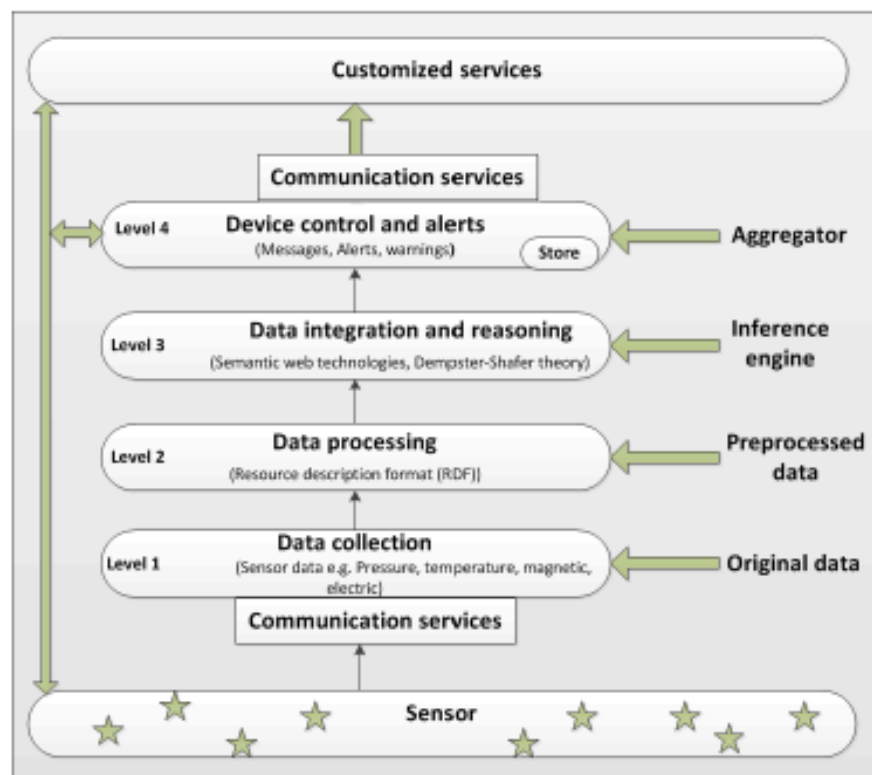 Customized services
Communication services
Level 4
Device control and alerts
(Messages, Alerts, warnings)
Store
Aggregator
Level 3
Data integration and reasoning
(Semantic web technologies, Dempster-Shafer theory)
Inference
engine
Level 2
Data processing
(Resource description format (RDF))
Preprocessed
data
Level 1
Data collection
(Sensor data e.g. Pressure, temperature, magnetic,
electric)
Original data
Communication services
Sensor